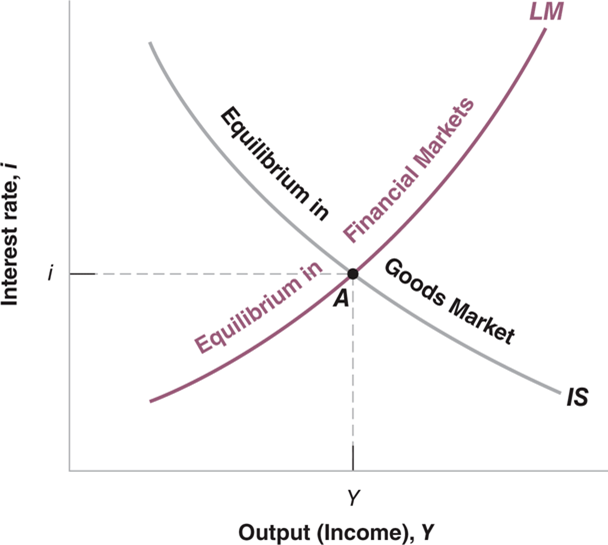 LM
Equilibrium in
Financial Markets
Interest rate, i
i
Equilibrium in
A
Goods Market
IS
Y
Output (Income), Y